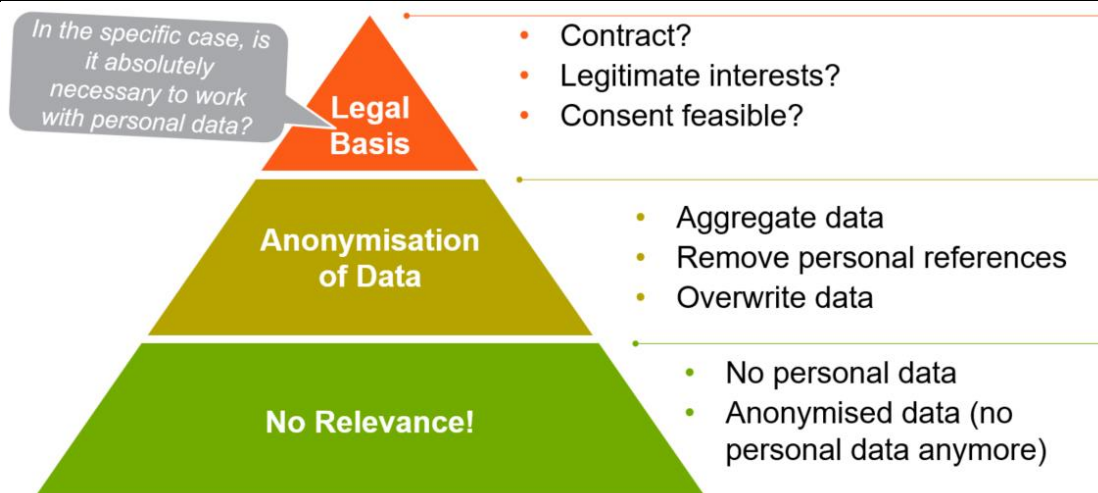 In the specific case, is
it absolutely
necessary to work
with personal data?
Legal
Basis
• Contract?
• Legitimate interests?
• Consent feasible?
Anonymisation
of Data
• Aggregate data
• Remove personal references
• Overwrite data
No Relevance!
• No personal data
• Anonymised data (no
personal data anymore)